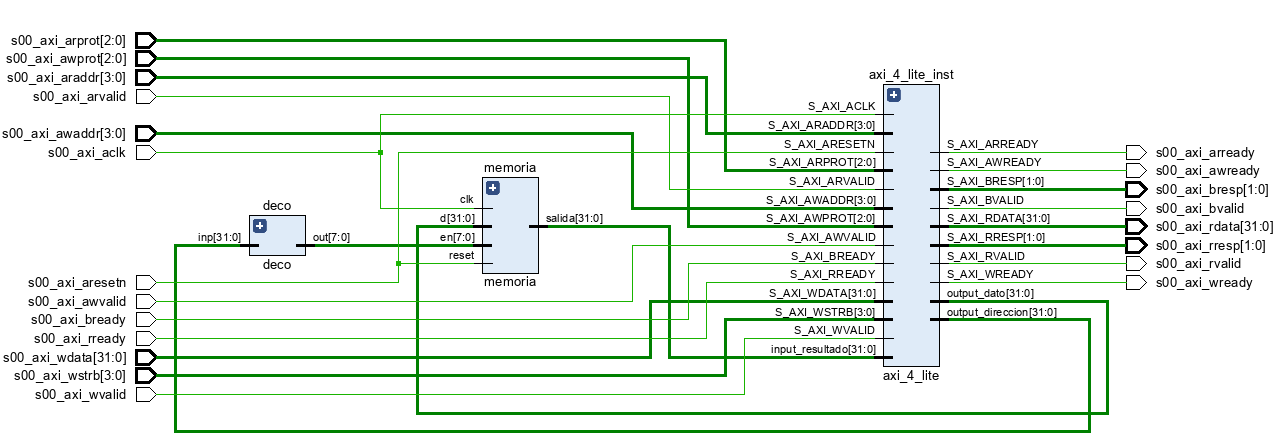 s00_axi_arprot[2:0]
s00_axi_awprot[2:0]
s00_axi_araddr[3:0]
s00_axi_arvalid
s00_axi_awaddr[3:0]
s00_axi_aclk
s00_axi_aresetn
s00_axi_awvalid
s00_axi_bready
s00_axi_rready
s00_axi_wdata[31:0]
s00_axi_wstrb[3:0]
s00_axi_wvalid
deco
inp[31:0]
out[7:0]
deco
memoria
clk
d[31:0]
en[7:0]
reset
salida[31:0]
memoria
axi_4_lite_inst
S_AXI_ACLK
S_AXI_ARADDR[3:0]
S_AXI_ARESETN
S_AXI_ARPROT[2:0]
S_AXI_ARVALID
S_AXI_AWADDR[3:0]
S_AXI_AWPROT[2:0]
S_AXI_AWVALID
S_AXI_BREADY
S_AXI_RREADY
S_AXI_WDATA[31:0]
S_AXI_WSTRB[3:0]
S_AXI_WVALID
input_resultado[31:0]
S_AXI_ARREADY
S_AXI_AWREADY
S_AXI_BRESP[1:0]
S_AXI_BVALID
S_AXI_RDATA[31:0]
S_AXI_RRESP[1:0]
S_AXI_RVALID
S_AXI_WREADY
output_dato[31:0]
output_direccion[31:0]
axi_4_lite
s00_axi_arready
s00_axi_awready
s00_axi_bresp[1:0]
s00_axi_bvalid
s00_axi_rdata[31:0]
s00_axi_rresp[1:0]
s00_axi_rvalid
s00_axi_wready